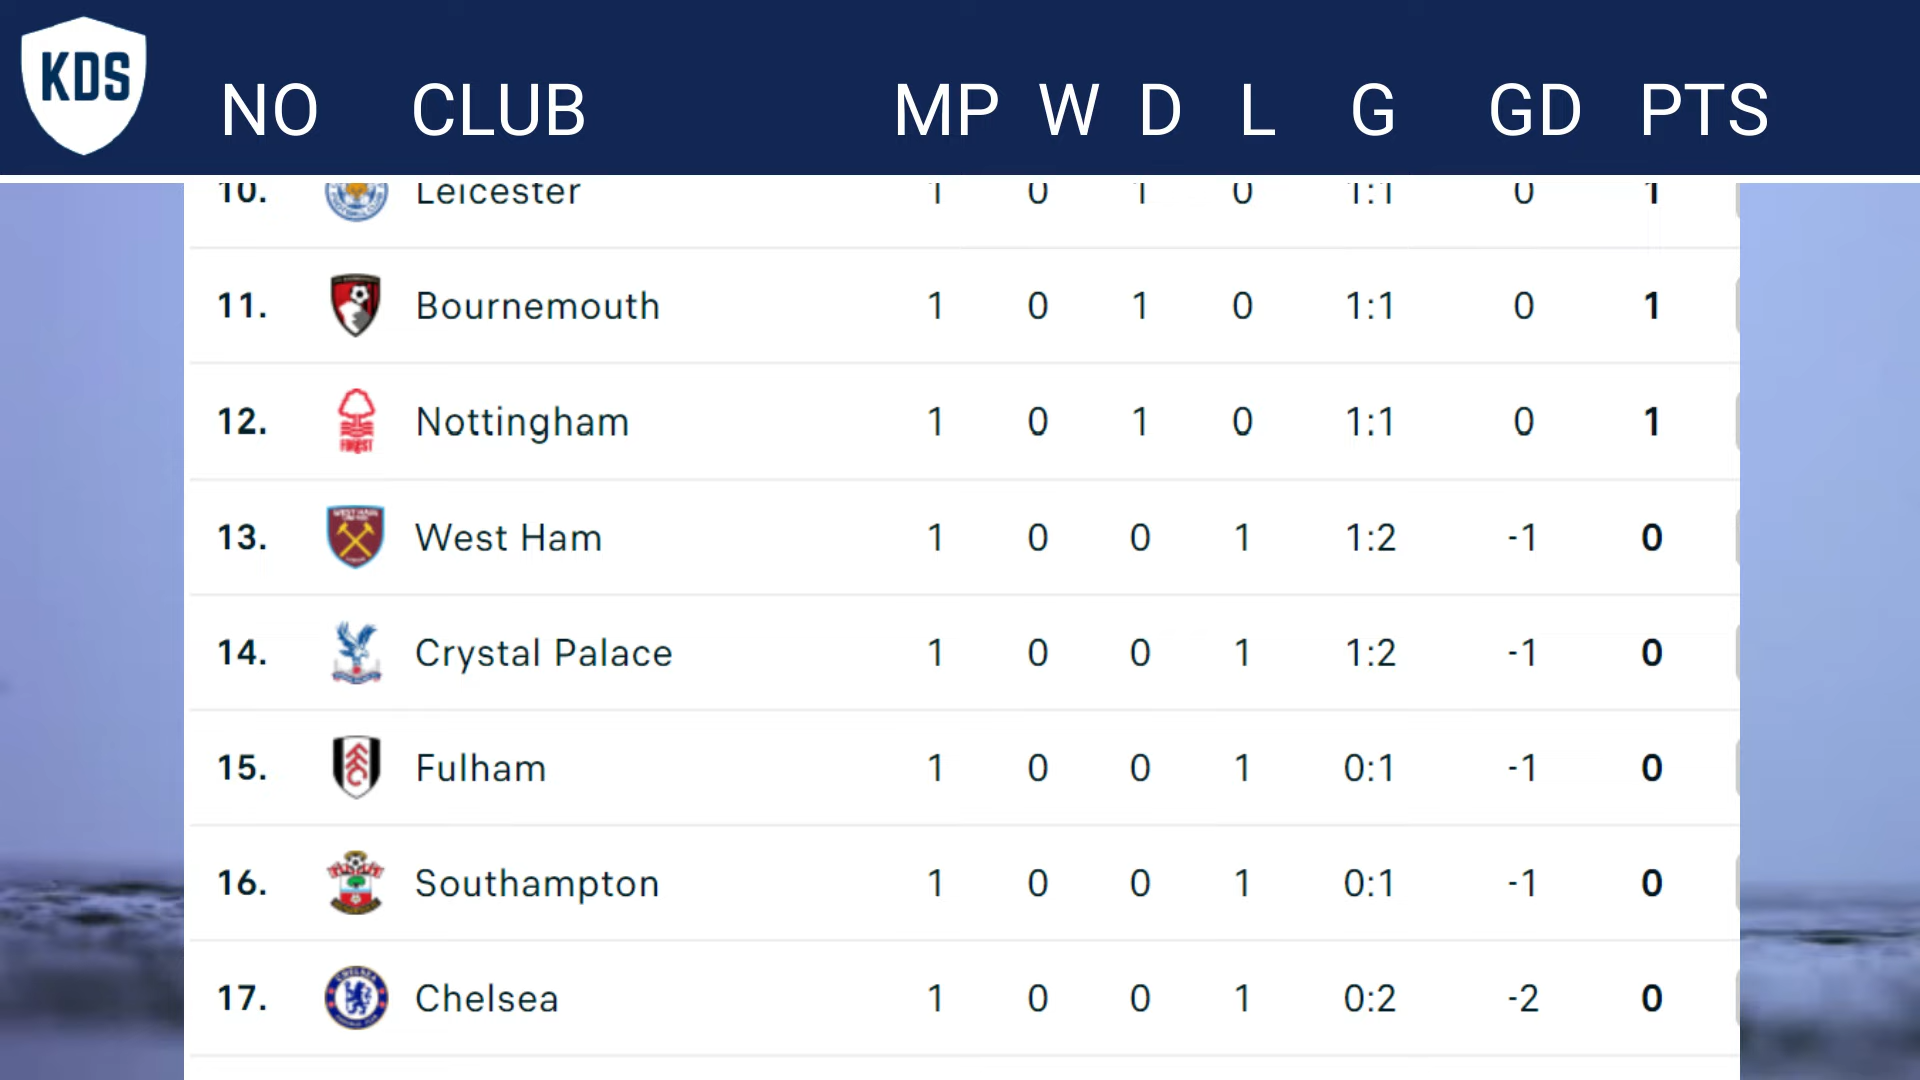 KDS NO CLUB MP W D L G GD PTS
10. Leicester 1 0 1 0 1:1 0 1
11. Bournemouth 1 0 1 0 1:1 0 1
12. Nottingham 1 0 1 0 1:1 0 1
FOREST
13. West Ham 1 0 0 1 1:2 -1 0
14. Crystal Palace 1 0 0 1 1:2 -1 0
15. Fulham 1 0 0 1 0:1 -1 0
16. Southampton 1 0 0 1 0:1 -1 0
17. Chelsea 1 0 0 1 0:2 -2 0